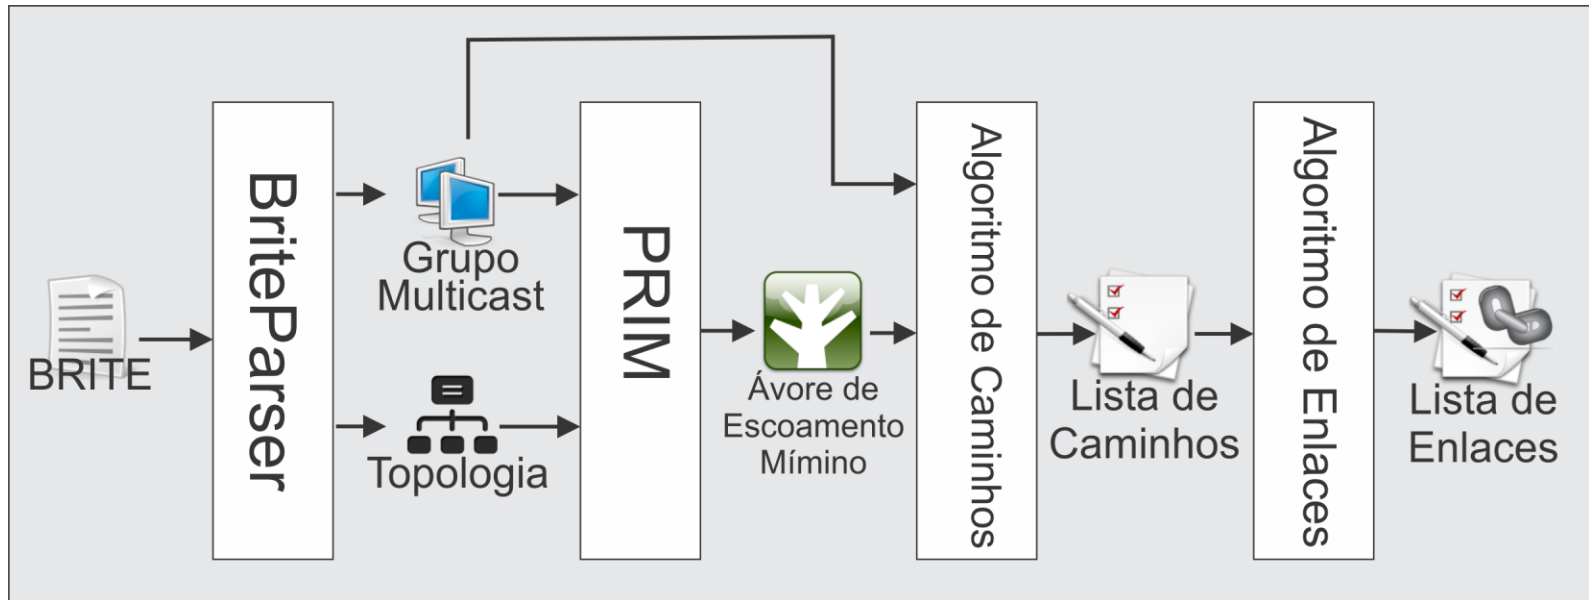 BRITE
BriteParser
Grupo
Multicast
Topologia
PRIM
Ávore de
Escoamento
Mímino
Algoritmo de Caminhos
Lista de
Caminhos
Algoritmo de Enlaces
Lista de
Enlaces